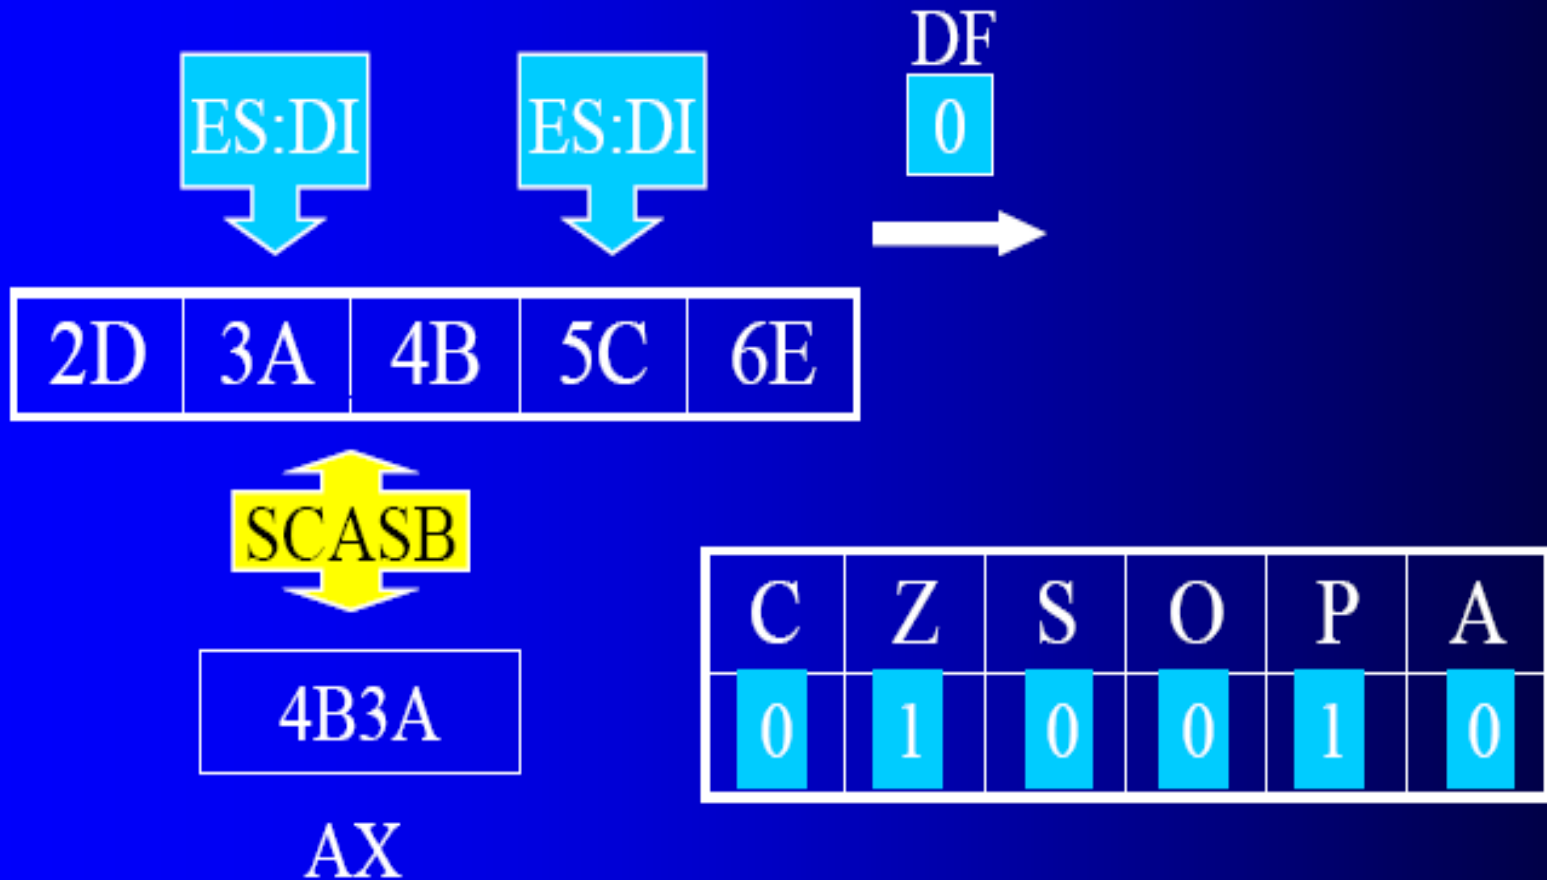 DF
ES:DI ES:DI 0
2D 3A 4B 5C 6E
SCASB
C Z S O P A
4B3A 0 1 0 0 1 0
AX